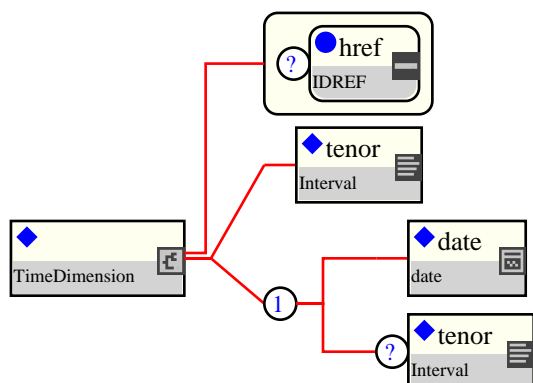 ? href
IDREF
tenor
Interval
TimeDimension
1
date
date
? tenor
Interval